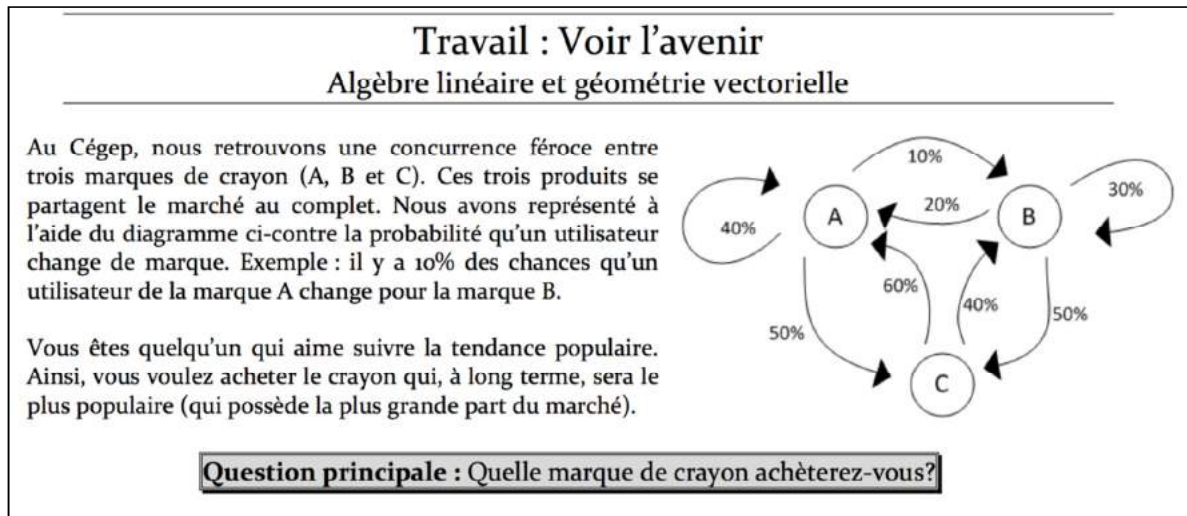 Travail : Voir l'avenir
Algèbre linéaire et géométrie vectorielle
Au Cégep, nous retrouvons une concurrence féroce entre
trois marques de crayon (A, B et C). Ces trois produits se
partagent le marché au complet. Nous avons représenté à
l'aide du diagramme ci-contre la probabilité qu'un utilisateur
change de marque. Exemple : il y a 10% des chances qu'un
utilisateur de la marque A change pour la marque B.
Vous êtes quelqu'un qui aime suivre la tendance populaire.
Ainsi, vous voulez acheter le crayon qui, à long terme, sera le
plus populaire (qui possède la plus grande part du marché).
10%
30%
A
20%
B
40%
60%
40%
50%
50%
C
Question principale : Quelle marque de crayon achèterez-vous?